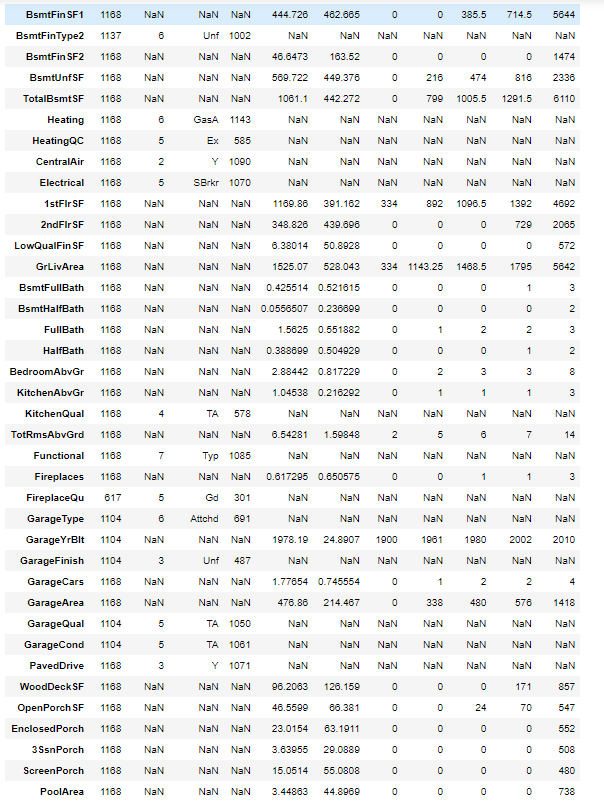 BsmtFinSF1 1168 NaN NaN NaN 444.726 462.665 0 0 385.5 714.5 5644
BsmtFinType2 1137 6 Unf 1002 NaN NaN NaN NaN NaN NaN NaN
BsmtFinSF2 1168 NaN NaN NaN 46.6473 163.52 0 0 0 0 1474
BsmtUnfSF 1168 NaN NaN NaN 569.722 449.376 0 216 474 816 2336
TotalBsmtSF 1168 NaN NaN NaN 1061.1 442.272 0 799 1005.5 1291.5 6110
Heating 1168 6 GasA 1143 NaN NaN NaN NaN NaN NaN NaN
HeatingQC 1168 5 Ex 585 NaN NaN NaN NaN NaN NaN NaN
CentralAir 1168 2 Y 1090 NaN NaN NaN NaN NaN NaN NaN
Electrical 1168 5 SBrkr 1070 NaN NaN NaN NaN NaN NaN NaN
1stFlrSF 1168 NaN NaN NaN 1169.86 391.162 334 892 1096.5 1392 4692
2ndFlrSF 1168 NaN NaN NaN 348.826 439.696 0 0 0 729 2065
LowQualFinSF 1168 NaN NaN NaN 6.38014 50.8928 0 0 0 0 572
GrLivArea 1168 NaN NaN NaN 1525.07 528.043 334 1143.25 1468.5 1795 5642
BsmtFullBath 1168 NaN NaN NaN 0.425514 0.521615 0 0 0 1 3
BsmtHalfBath 1168 NaN NaN NaN 0.0556507 0.236699 0 0 0 0 2
FullBath 1168 NaN NaN NaN 1.5625 0.551882 0 1 2 2 3
HalfBath 1168 NaN NaN NaN 0.388699 0.504929 0 0 0 1 2
BedroomAbvGr 1168 NaN NaN NaN 2.88442 0.817229 0 2 3 3 8
KitchenAbvGr 1168 NaN NaN NaN 1.04538 0.216292 0 1 1 1 3
KitchenQual 1168 4 TA 578 NaN NaN NaN NaN NaN NaN NaN
TotRmsAbvGrd 1168 NaN NaN NaN 6.54281 1.59848 2 5 6 7 14
Functional 1168 7 Typ 1085 NaN NaN NaN NaN NaN NaN NaN
Fireplaces 1168 NaN NaN NaN 0.617295 0.650575 0 0 1 1 3
FireplaceQu 617 5 Gd 301 NaN NaN NaN NaN NaN NaN NaN
GarageType 1104 6 Attchd 691 NaN NaN NaN NaN NaN NaN NaN
GarageYrBlt 1104 NaN NaN NaN 1978.19 24.8907 1900 1961 1980 2002 2010
GarageFinish 1104 3 Unf 487 NaN NaN NaN NaN NaN NaN NaN
GarageCars 1168 NaN NaN NaN 1.77654 0.745554 0 1 2 2 4
GarageArea 1168 NaN NaN NaN 476.86 214.467 0 338 480 576 1418
GarageQual 1104 5 TA 1050 NaN NaN NaN NaN NaN NaN NaN
GarageCond 1104 5 TA 1061 NaN NaN NaN NaN NaN NaN NaN
PavedDrive 1168 3 Y 1071 NaN NaN NaN NaN NaN NaN NaN
WoodDeckSF 1168 NaN NaN NaN 96.2063 126.159 0 0 0 171 857
OpenPorchSF 1168 NaN NaN NaN 46.5599 66.381 0 0 24 70 547
EnclosedPorch 1168 NaN NaN NaN 23.0154 63.1911 0 0 0 0 552
3SsnPorch 1168 NaN NaN NaN 3.63955 29.0889 0 0 0 0 508
ScreenPorch 1168 NaN NaN NaN 15.0514 55.0808 0 0 0 0 480
PoolArea 1168 NaN NaN NaN 3.44863 44.8969 0 0 0 0 738